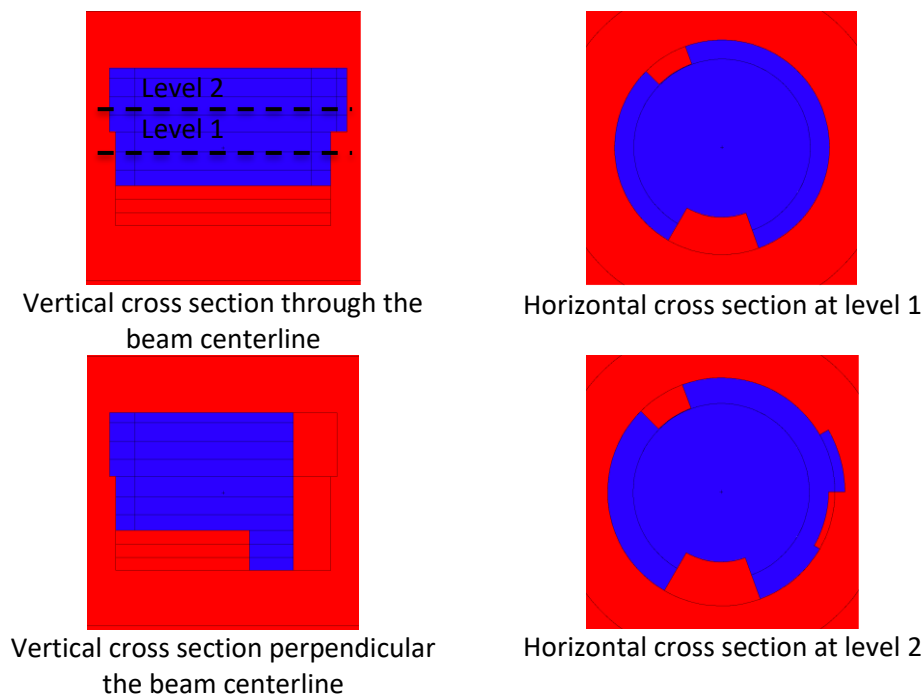 Level 2
Level 1
Vertical cross section through the
beam centerline
Horizontal cross section at level 1
Vertical cross section perpendicular
the beam centerline
Horizontal cross section at level 2